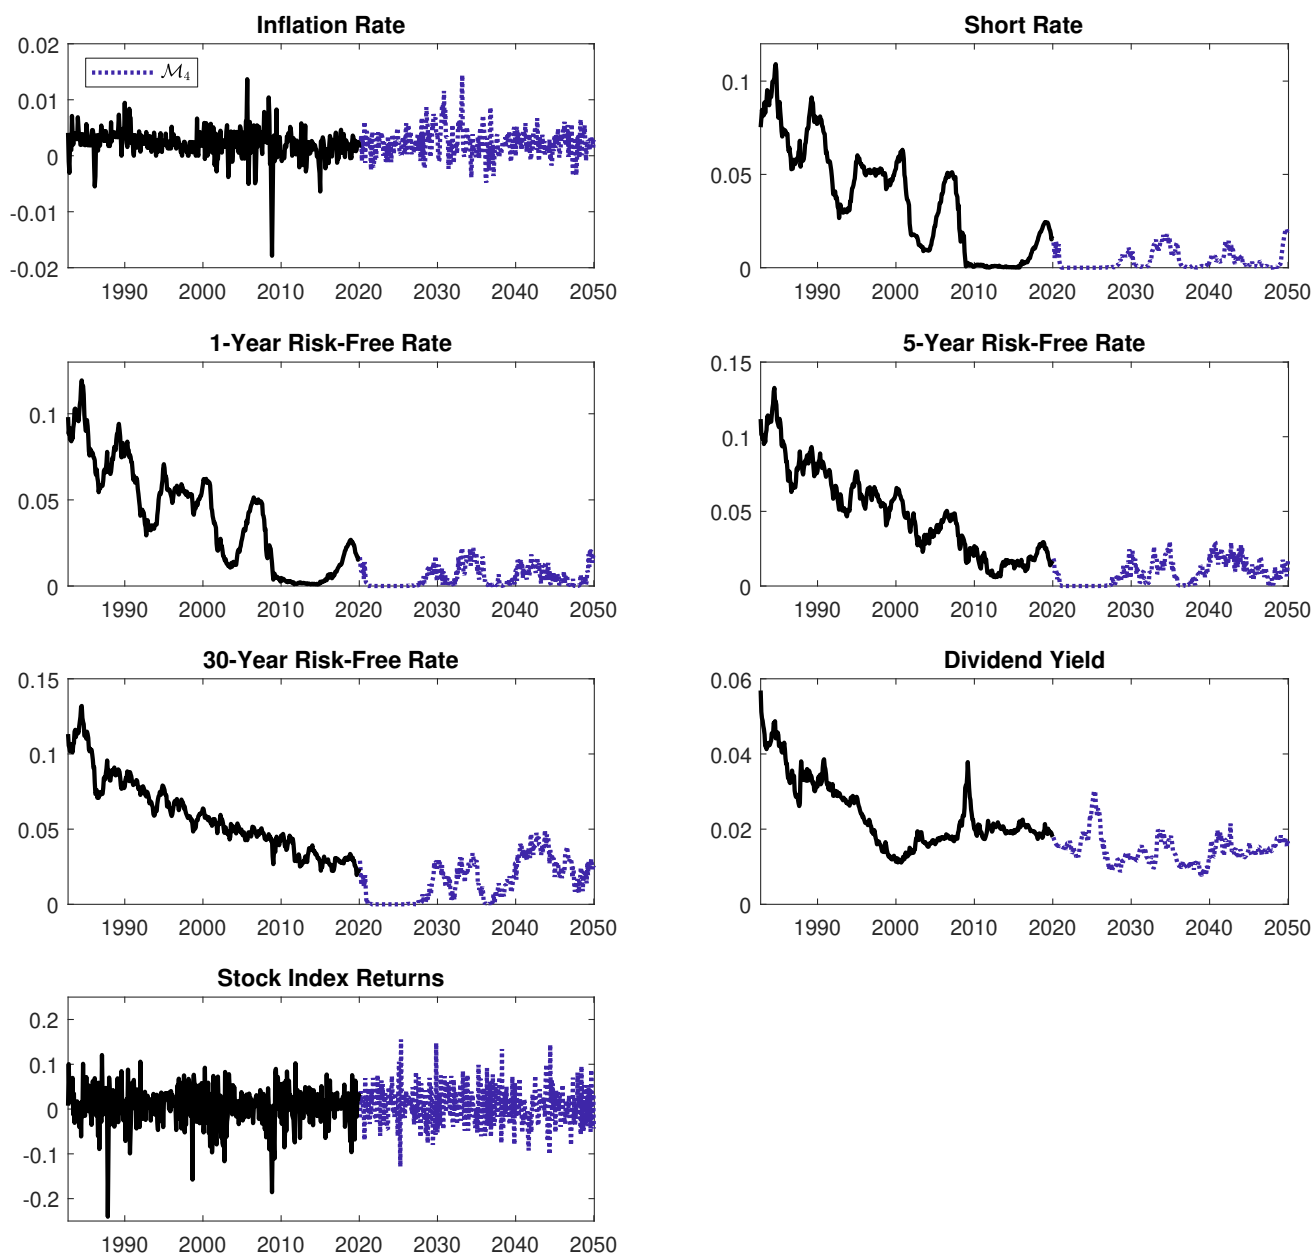 Inflation Rate
0.02
0.01
0
-0.01
-0.02
M4
1990 2000 2010 2020 2030 2040 2050
Short Rate
0.1
0.05
0
1990 2000 2010 2020 2030 2040 2050
1-Year Risk-Free Rate
0.1
0.05
0
1990 2000 2010 2020 2030 2040 2050
5-Year Risk-Free Rate
0.15
0.1
0.05
0
1990 2000 2010 2020 2030 2040 2050
30-Year Risk-Free Rate
0.15
0.1
0.05
0
1990 2000 2010 2020 2030 2040 2050
Dividend Yield
0.06
0.04
0.02
0
1990 2000 2010 2020 2030 2040 2050
Stock Index Returns
0.2
0.1
0
-0.1
-0.2
1990 2000 2010 2020 2030 2040 2050